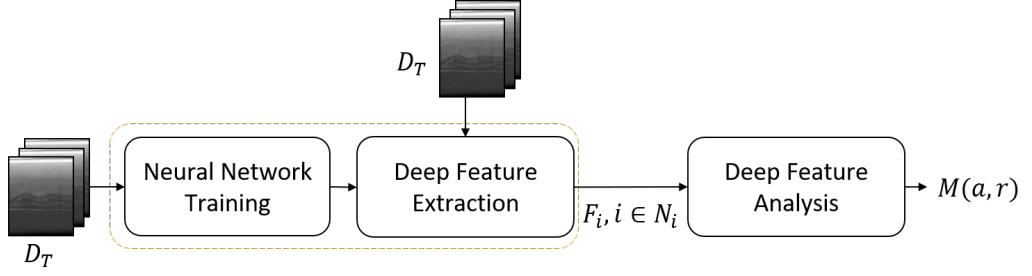 D_T
D_T
Neural Network
Training
Deep Feature
Extraction
F_i, i ∈ N_i
Deep Feature
Analysis
M(a, r)